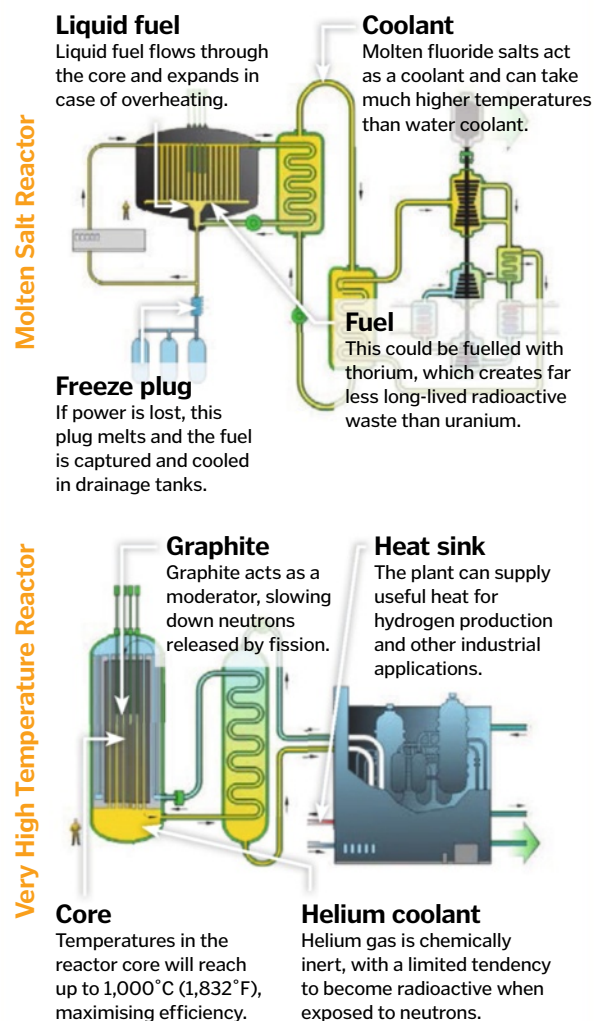 Molten Salt Reactor
Liquid fuel
Liquid fuel flows through
the core and expands in
case of overheating.
Coolant
Molten fluoride salts act
as a coolant and can take
much higher temperatures
than water coolant.
Fuel
This could be fuelled with
thorium, which creates far
less long-lived radioactive
waste than uranium.
Freeze plug
If power is lost, this
plug melts and the fuel
is captured and cooled
in drainage tanks.
Very High Temperature Reactor
Graphite
Graphite acts as a
moderator, slowing
down neutrons
released by fission.
Heat sink
The plant can supply
useful heat for
hydrogen production
and other industrial
applications.
Core
Temperatures in the
reactor core will reach
up to 1,000˚C (1,832˚F),
maximising efficiency.
Helium coolant
Helium gas is chemically
inert, with a limited tendency
to become radioactive when
exposed to neutrons.